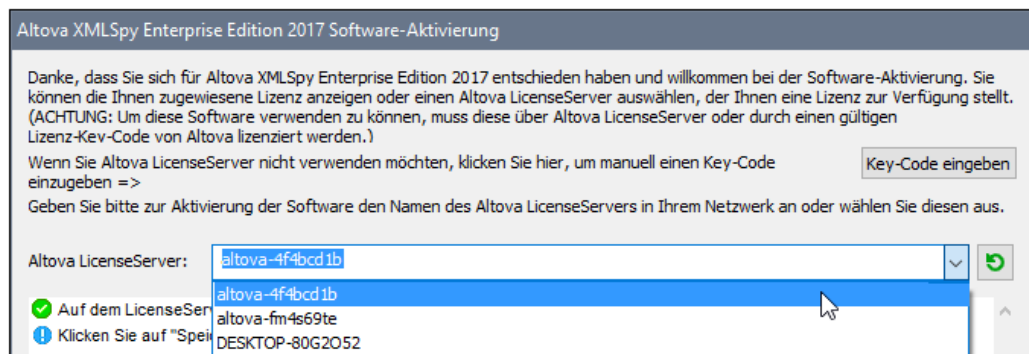 Altova XMLSpy Enterprise Edition 2017 Software-Aktivierung
Danke, dass Sie sich für Altova XMLSpy Enterprise Edition 2017 entschieden haben und willkommen bei der Software-Aktivierung. Sie
können die Ihnen zugewiesene Lizenz anzeigen oder einen Altova LicenseServer auswählen, der Ihnen eine Lizenz zur Verfügung stellt.
(ACHTUNG: Um diese Software verwenden zu können, muss diese über Altova LicenseServer oder durch einen gültigen
Lizenz-Key-Code von Altova lizenziert werden.)
Wenn Sie Altova LicenseServer nicht verwenden möchten, klicken Sie hier, um manuell einen Key-Code
einzugeben =>
Key-Code eingeben
Geben Sie bitte zur Aktivierung der Software den Namen des Altova LicenseServers in Ihrem Netzwerk an oder wählen Sie diesen aus.
Altova LicenseServer: altova-4f4bcd1b
altova-4f4bcd1b
Auf dem LicenseSer
altova-fm4s69te
Klicken Sie auf "Spei
DESKTOP-80G2O52